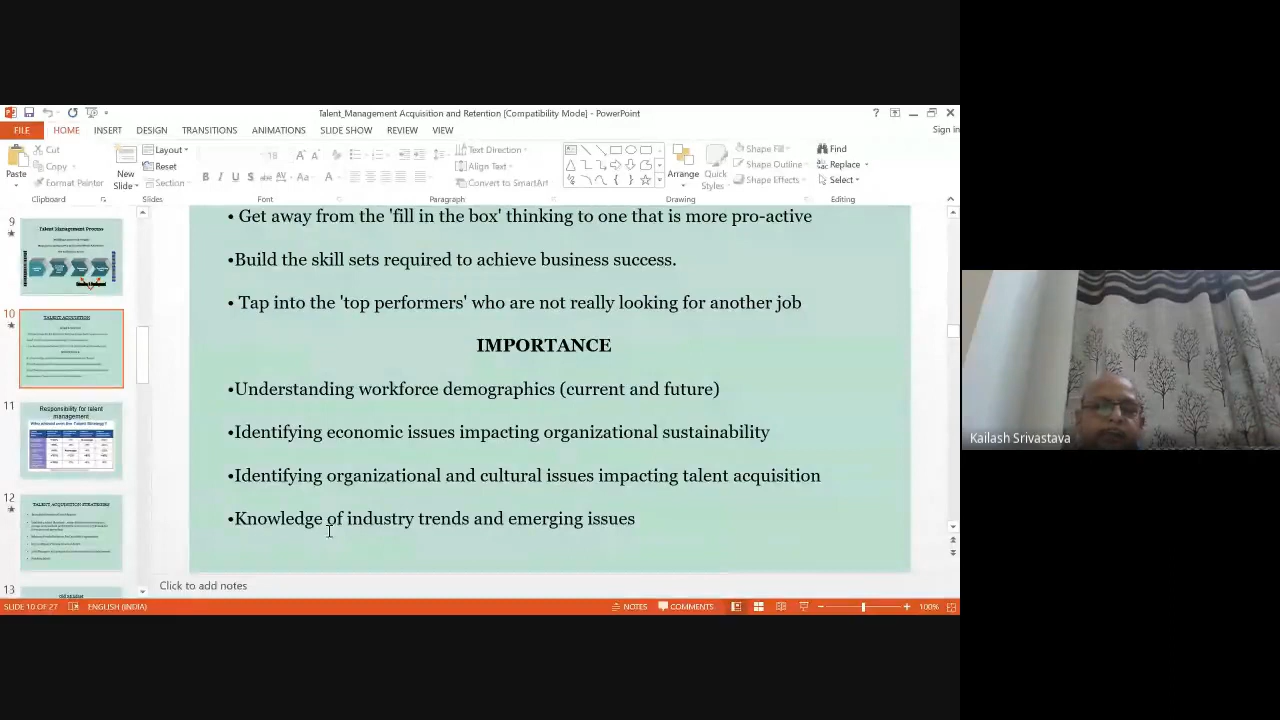 Talent_Management Acquisition and Retention [Compatibility Mode] - PowerPoint
FILE HOME INSERT DESIGN TRANSITIONS ANIMATIONS SLIDE SHOW REVIEW VIEW Sign in
Paste
Cut
Copy
Format Painter
Clipboard
New Slide
Layout
Reset
Section
Slides
18
Font
Text Direction
Align Text
Convert to SmartArt
Paragraph
Arrange
Quick Styles
Shape Fill
Shape Outline
Shape Effects
Drawing
Find
Replace
Select
Editing
9
Talent Management Process
10
TALENT ACQUISITION
11
Responsibility for talent
management
12
TALENT ACQUISITION STRATEGIES
13
• Get away from the 'fill in the box' thinking to one that is more pro-active
•Build the skill sets required to achieve business success.
• Tap into the 'top performers' who are not really looking for another job
IMPORTANCE
•Understanding workforce demographics (current and future)
•Identifying economic issues impacting organizational sustainability
•Identifying organizational and cultural issues impacting talent acquisition
•Knowledge of industry trends and emerging issues
Click to add notes
SLIDE 10 OF 27 ENGLISH (INDIA) NOTES COMMENTS 100%
Kailash Srivastava